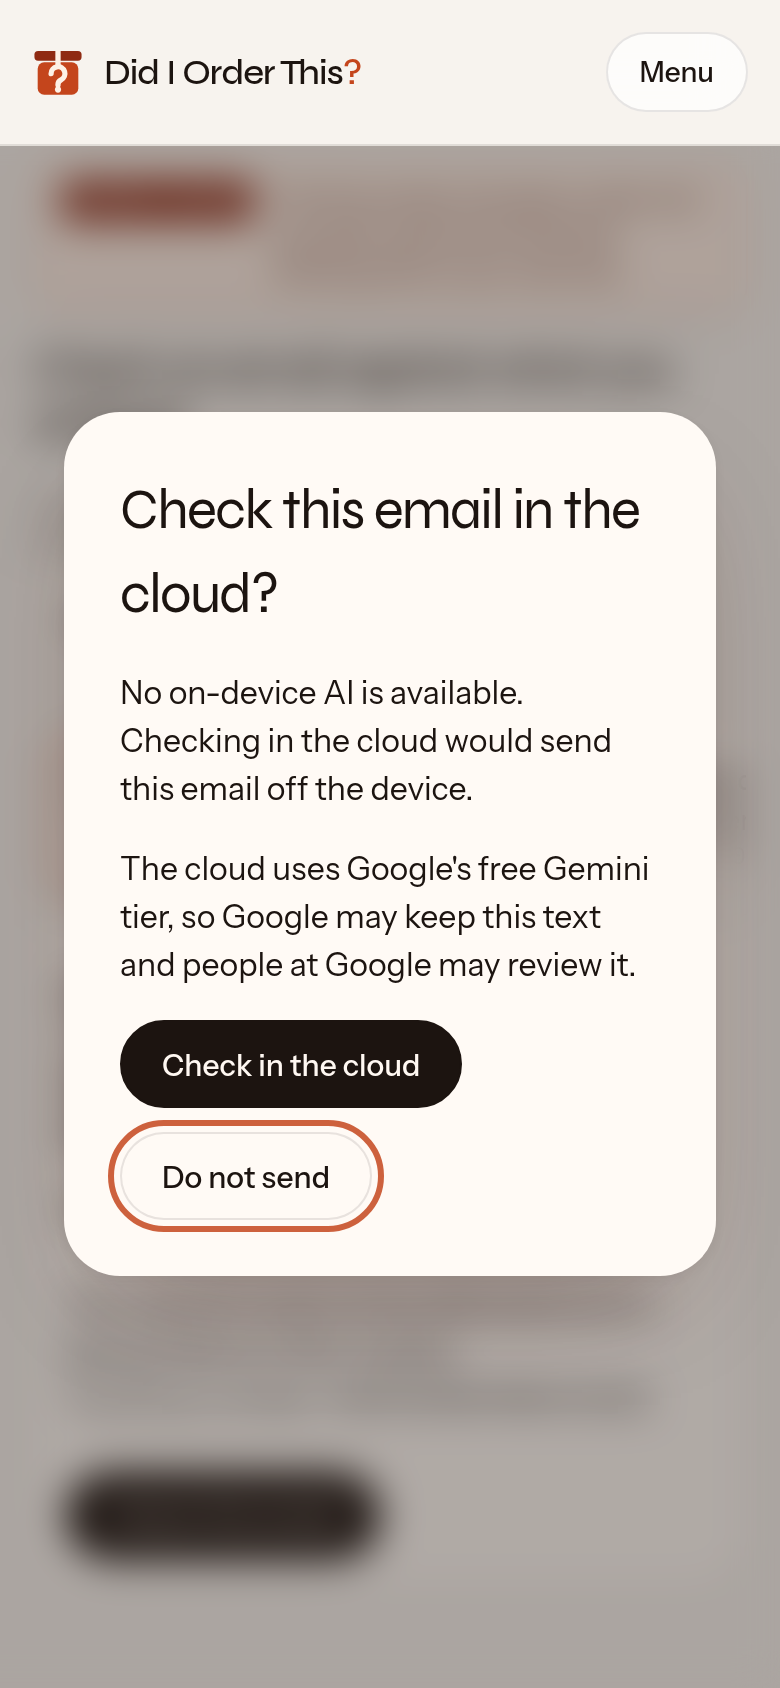 Did I Order This?
Menu
Check this email in the
cloud?
No on-device AI is available.
Checking in the cloud would send
this email off the device.
The cloud uses Google's free Gemini
tier, so Google may keep this text
and people at Google may review it.
Check in the cloud
Do not send